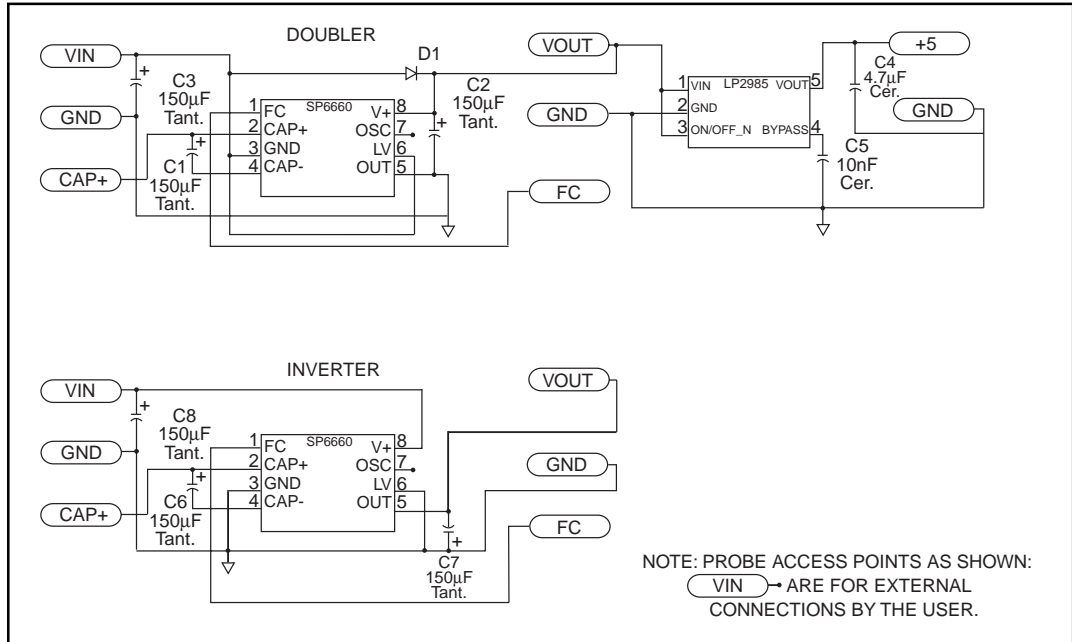 DOUBLER
VIN
GND
CAP+
C3
150µF
Tant.
C1
150µF
Tant.
SP6660
1 FC
2 CAP+
3 GND
4 CAP-
V+ 8
OSC 7
LV 6
OUT 5
D1
C2
150µF
Tant.
+
+
+
VOUT
GND
FC
LP2985
1 VIN
2 GND
3 ON/OFF_N
VOUT 5
BYPASS 4
C4
4.7µF
Cer.
C5
10nF
Cer.
+5
GND
INVERTER
VIN
GND
CAP+
C8
150µF
Tant.
C6
150µF
Tant.
SP6660
1 FC
2 CAP+
3 GND
4 CAP-
V+ 8
OSC 7
LV 6
OUT 5
+
+
+
C7
150µF
Tant.
VOUT
GND
FC
NOTE: PROBE ACCESS POINTS AS SHOWN:
VIN ARE FOR EXTERNAL
CONNECTIONS BY THE USER.